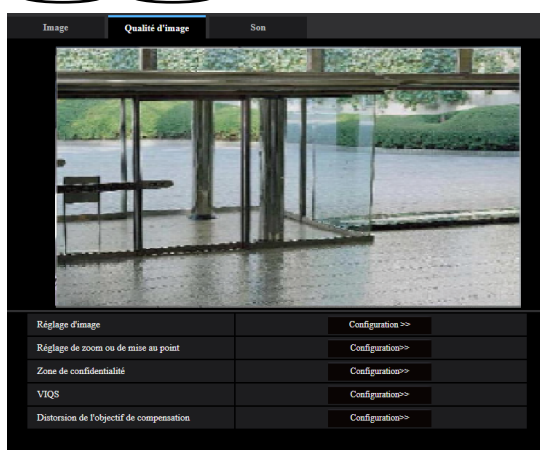 Image Qualité d'image Son
Réglage d'image Configuration >>
Réglage de zoom ou de mise au point Configuration>>
Zone de confidentialité Configuration>>
VIQS Configuration>>
Distorsion de l'objectif de compensation Configuration>>